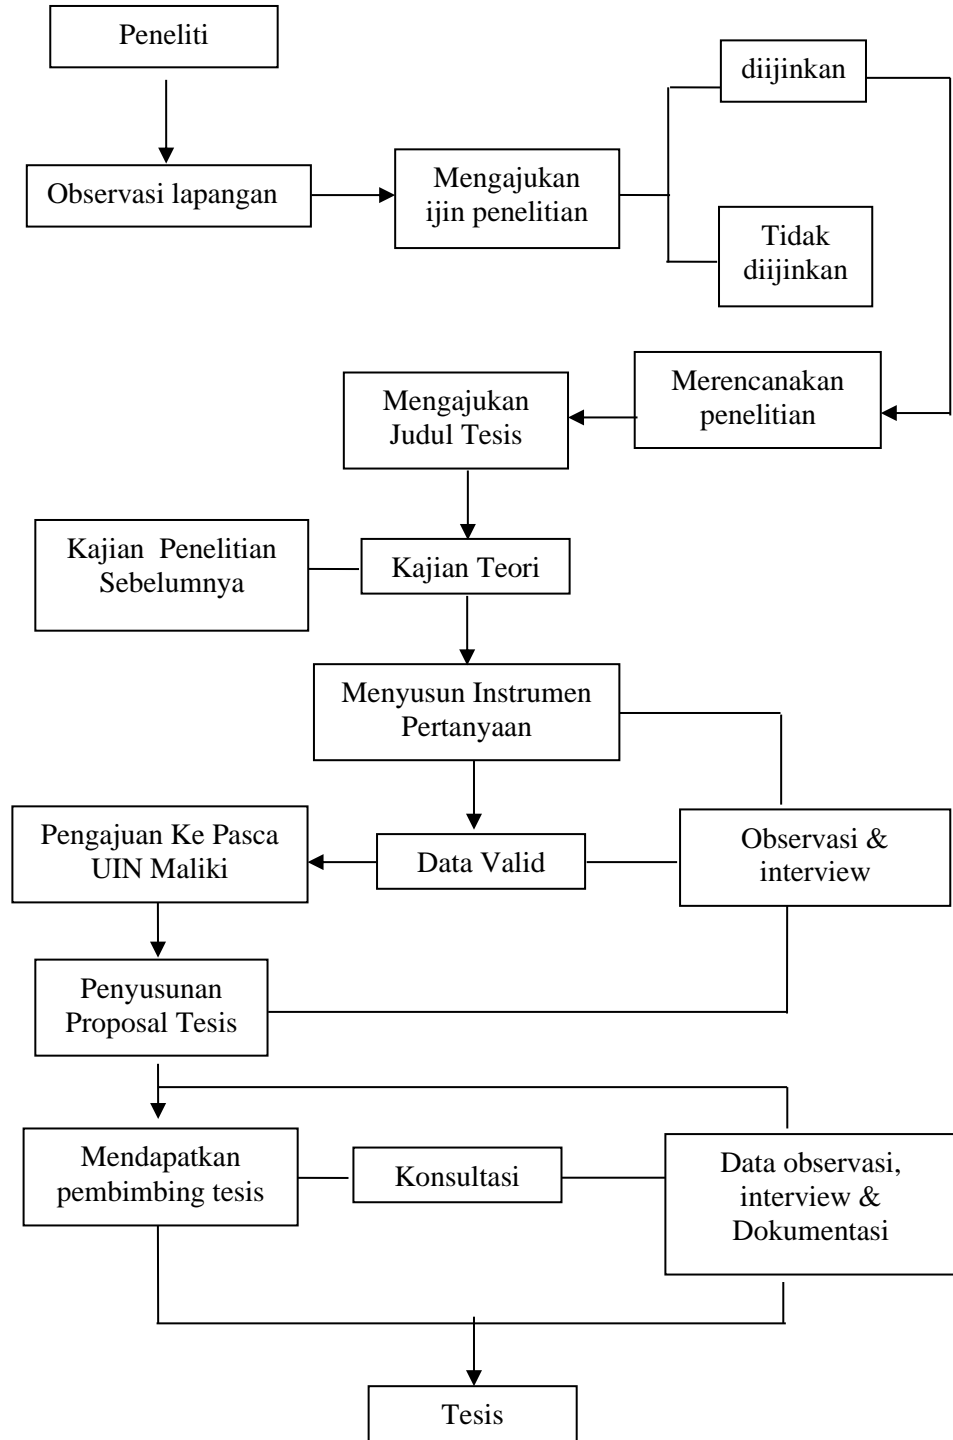 Peneliti
diijinkan
Observasi lapangan
Mengajukan
ijin penelitian
Tidak
diijinkan
Merencanakan
penelitian
Mengajukan
Judul Tesis
Kajian Penelitian
Sebelumnya
Kajian Teori
Menyusun Instrumen
Pertanyaan
Pengajuan Ke Pasca
UIN Maliki
Data Valid
Observasi &
interview
Penyusunan
Proposal Tesis
Mendapatkan
pembimbing tesis
Konsultasi
Data observasi,
interview &
Dokumentasi
Tesis